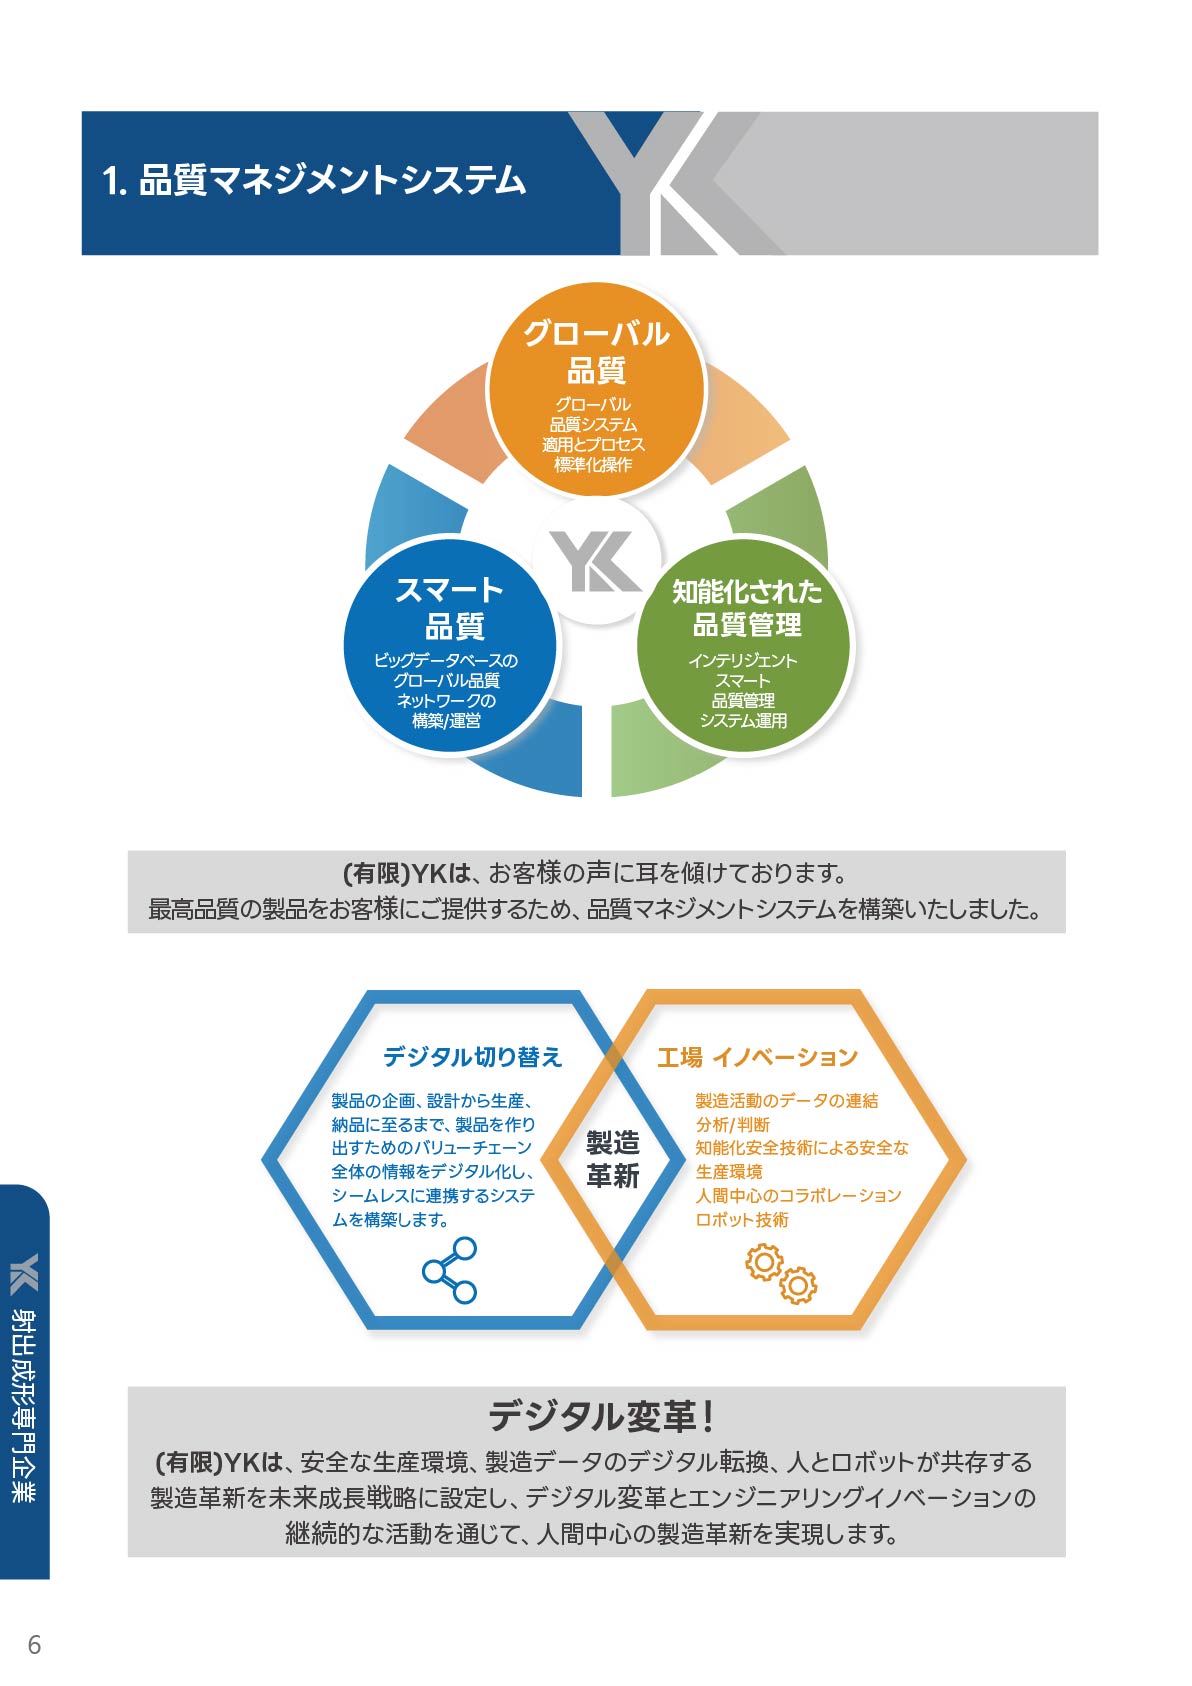 1. 品質マネジメントシステム
YK
グローバル
品質
グローバル
品質システム
適用とプロセス
標準化操作
YK
スマート
品質
ビッグデータベースの
グローバル品質
ネットワークの
構築/運営
知能化された
品質管理
インテリジェント
スマート
品質管理
システム運用
(有限)YKは、お客様の声に耳を傾けております。
最高品質の製品をお客様にご提供するため、品質マネジメントシステムを構築いたしました。
デジタル切り替え
製品の企画、設計から生産、
納品に至るまで、製品を作り
出すためのバリューチェーン
全体の情報をデジタル化し、
シームレスに連携するシステ
ムを構築します。
製造
革新
工場 イノベーション
製造活動のデータの連結
分析/判断
知能化安全技術による安全な
生産環境
人間中心のコラボレーション
ロボット技術
デジタル変革!
(有限)YKは、安全な生産環境、製造データのデジタル転換、人とロボットが共存する
製造革新を未来成長戦略に設定し、デジタル変革とエンジニアリングイノベーションの
継続的な活動を通じて、人間中心の製造革新を実現します。
YK 射出成形専門企業
6